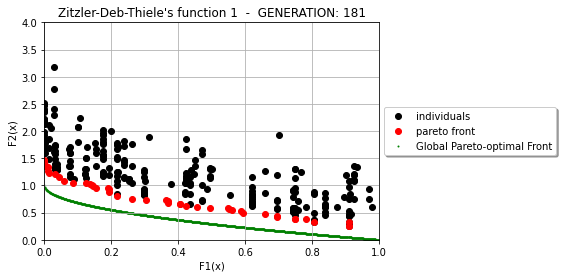 Zitzler-Deb-Thiele's function 1 - GENERATION: 181
4.0
3.5
3.0
2.5
2.0
1.5
1.0
0.5
0.0
F2(x)
0.0 0.2 0.4 0.6 0.8 1.0
F1(x)
individuals
pareto front
Global Pareto-optimal Front